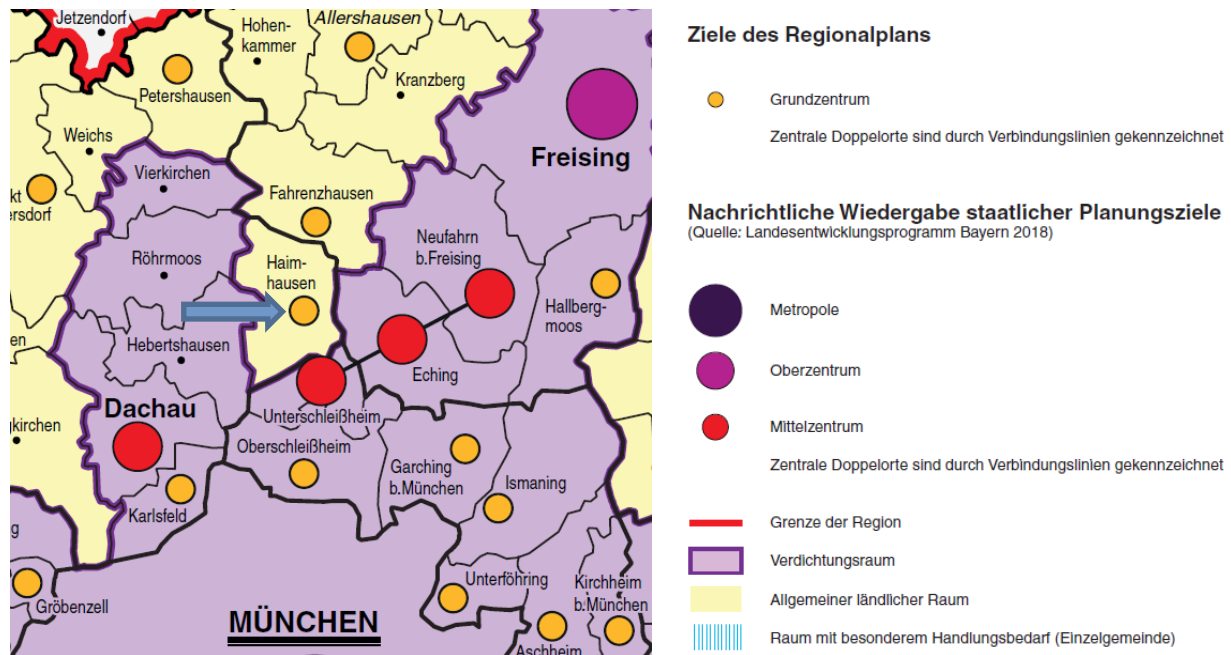 Jetzendorf
Hohen-
kammer
Allershausen
Petershausen
Kranzberg
Weichs
Freising
Vierkirchen
kt
ersdorf
Fahrenzhausen
Neufahrn
b.Freising
Röhrmoos
Haim-
hausen
Hallberg-
moos
en
Hebertshausen
Eching
Dachau
Unterschleißheim
kirchen
Oberschleißheim
Garching
b.München
Ismaning
Karlsfeld
g
Unterföhring
Kirchheim
b.München
Gröbenzell
MÜNCHEN
Aschheim
Ziele des Regionalplans
Grundzentrum
Zentrale Doppelorte sind durch Verbindungslinien gekennzeichnet
Nachrichtliche Wiedergabe staatlicher Planungsziele
(Quelle: Landesentwicklungsprogramm Bayern 2018)
Metropole
Oberzentrum
Mittelzentrum
Zentrale Doppelorte sind durch Verbindungslinien gekennzeichnet
Grenze der Region
Verdichtungsraum
Allgemeiner ländlicher Raum
Raum mit besonderem Handlungsbedarf (Einzelgemeinde)